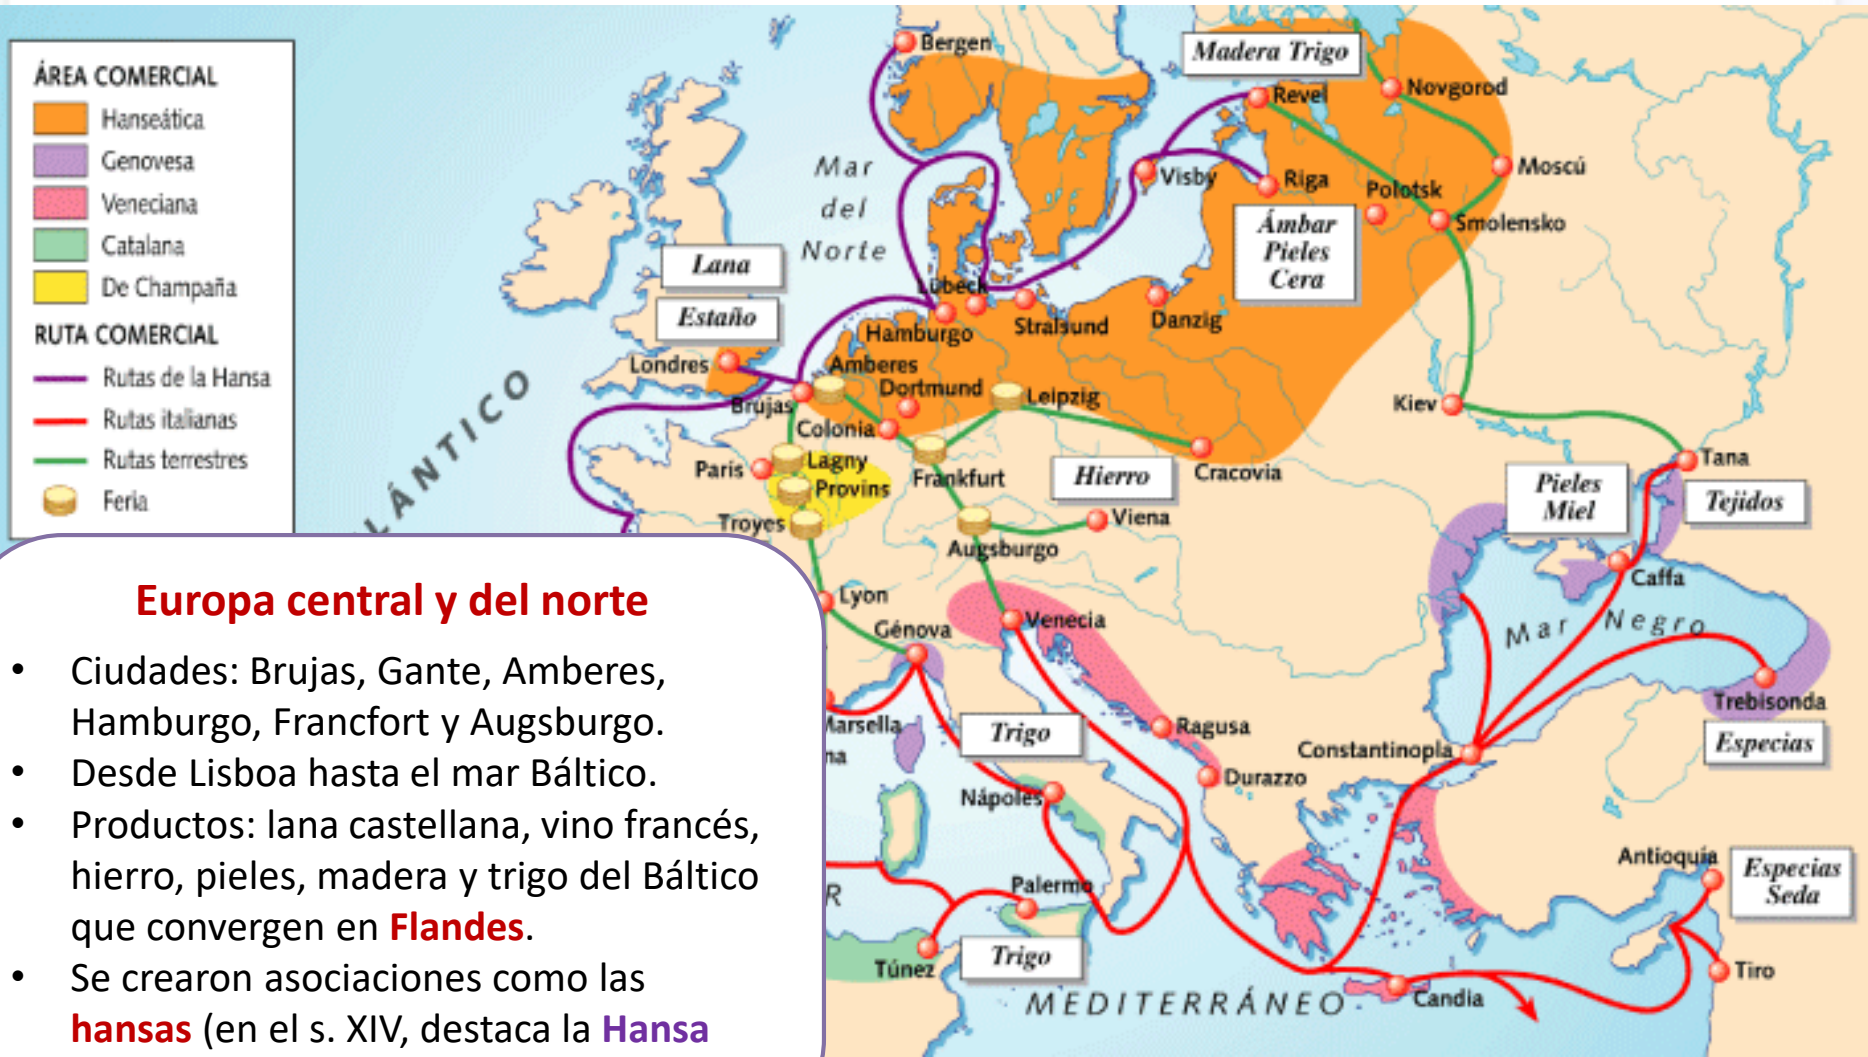 ÁREA COMERCIAL
Hanseática
Genovesa
Veneciana
Catalana
De Champaña
RUTA COMERCIAL
Rutas de la Hansa
Rutas italianas
Rutas terrestres
Feria
Bergen
Madera Trigo
Revel
Novgorod
Mar
del
Norte
Visby
Riga
Polotsk
Moscú
Smolensko
Ámbar
Pieles
Cera
Lana
Estaño
Lübeck
Hamburgo
Stralsund
Danzig
Londres
Amberes
Dortmund
Leipzig
Brujas
Colonia
Kiev
LÁNTICO
París
Lagny
Provins
Troyes
Frankfurt
Hierro
Cracovia
Tana
Pieles
Miel
Tejidos
Viena
Augsburgo
Caffa
Lyon
Génova
Venecia
Mar Negro
Trebisonda
Especias
Marsella
na
Trigo
Ragusa
Constantinopla
Durazzo
Nápoles
Antioquía
Especias
Seda
Palermo
R
Túnez
Trigo
Tiro
MEDITERRÁNEO
Candia
Europa central y del norte
• Ciudades: Brujas, Gante, Amberes,
Hamburgo, Francfort y Augsburgo.
• Desde Lisboa hasta el mar Báltico.
• Productos: lana castellana, vino francés,
hierro, pieles, madera y trigo del Báltico
que convergen en Flandes.
• Se crearon asociaciones como las
hansas (en el s. XIV, destaca la Hansa